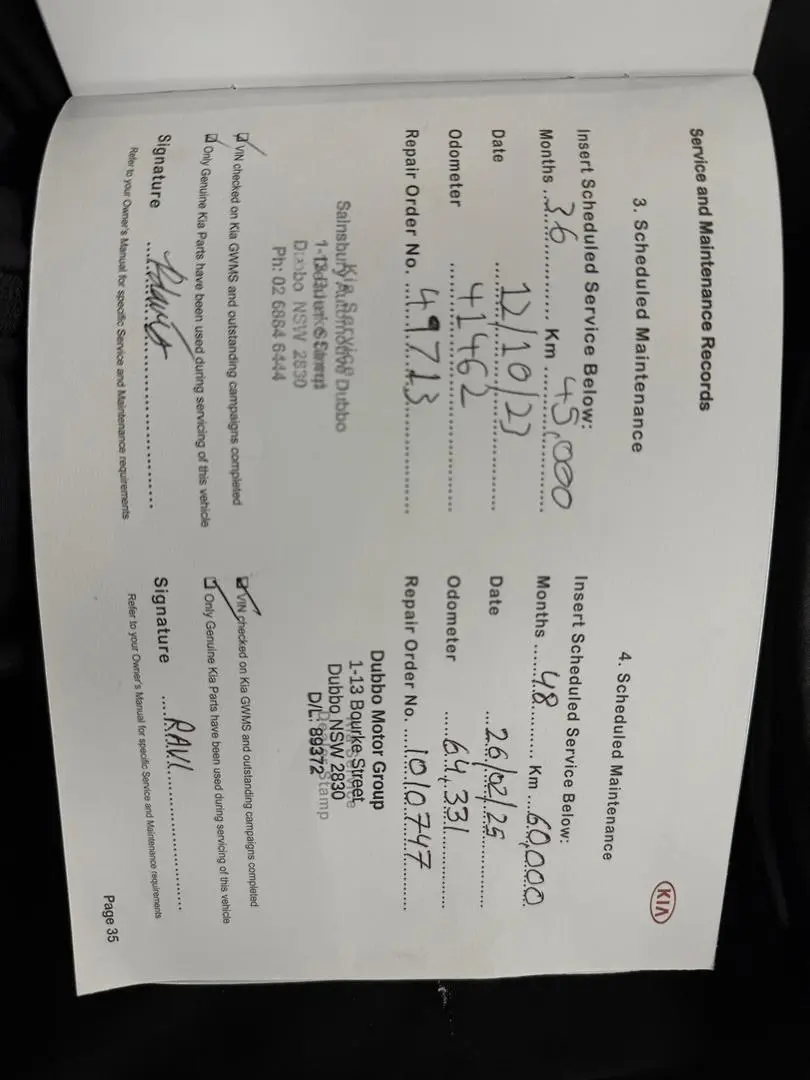 Service and Maintenance Records
KIA
3. Scheduled Maintenance
Insert Scheduled Service Below:
Months 36 Km 45,000
Date 12/10/23
Odometer 41462
Repair Order No. 49713
Kia Service
Sainsbury Automotive Dubbo
Dubbo NSW 2830
Ph: 02 6884 6444
VIN checked on Kia GWMS and outstanding campaigns completed
Only Genuine Kia Parts have been used during servicing of this vehicle
Signature
Refer to your Owner's Manual for specific Service and Maintenance requirements
4. Scheduled Maintenance
Insert Scheduled Service Below:
Months 48 Km 60,000
Date 26/02/25
Odometer 64,331
Repair Order No. 1010747
Dubbo Motor Group
1-13 Bourke Street
Dubbo NSW 2830
D/L: 89372
Stamp
VIN checked on Kia GWMS and outstanding campaigns completed
Only Genuine Kia Parts have been used during servicing of this vehicle
Signature RAVI
Refer to your Owner's Manual for specific Service and Maintenance requirements
Page 35